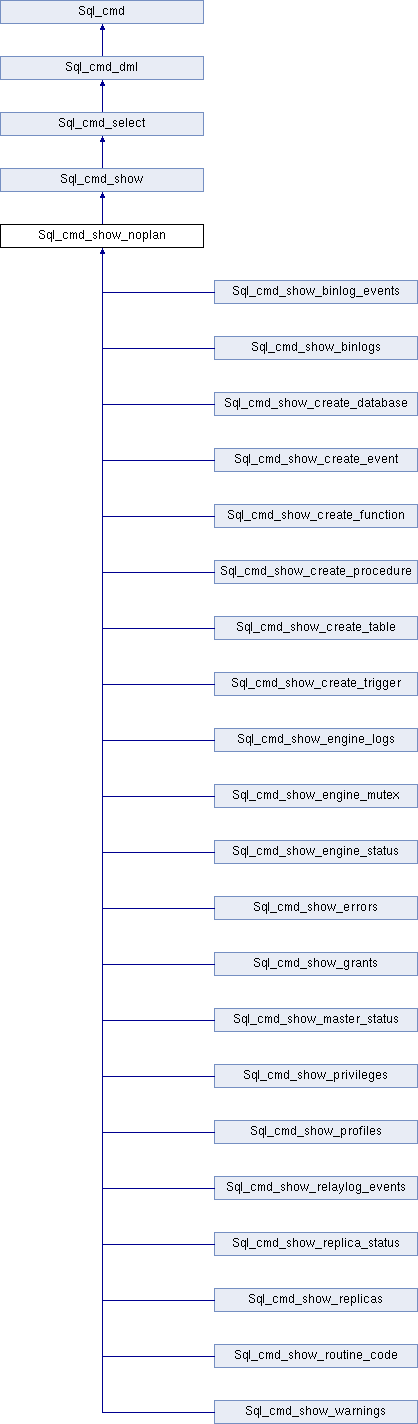 Sql_cmd
Sql_cmd_dml
Sql_cmd_select
Sql_cmd_show
Sql_cmd_show_noplan
Sql_cmd_show_binlog_events
Sql_cmd_show_binlogs
Sql_cmd_show_create_database
Sql_cmd_show_create_event
Sql_cmd_show_create_function
Sql_cmd_show_create_procedure
Sql_cmd_show_create_table
Sql_cmd_show_create_trigger
Sql_cmd_show_engine_logs
Sql_cmd_show_engine_mutex
Sql_cmd_show_engine_status
Sql_cmd_show_errors
Sql_cmd_show_grants
Sql_cmd_show_master_status
Sql_cmd_show_privileges
Sql_cmd_show_profiles
Sql_cmd_show_relaylog_events
Sql_cmd_show_replica_status
Sql_cmd_show_replicas
Sql_cmd_show_routine_code
Sql_cmd_show_warnings